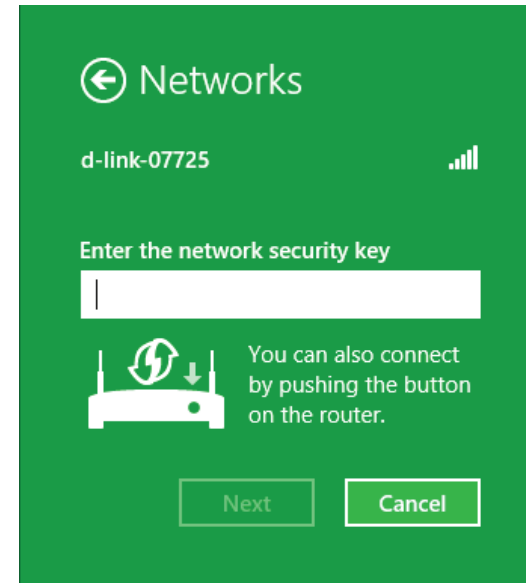 Networks
d-link-07725
Enter the network security key
You can also connect
by pushing the button
on the router.
Next
Cancel